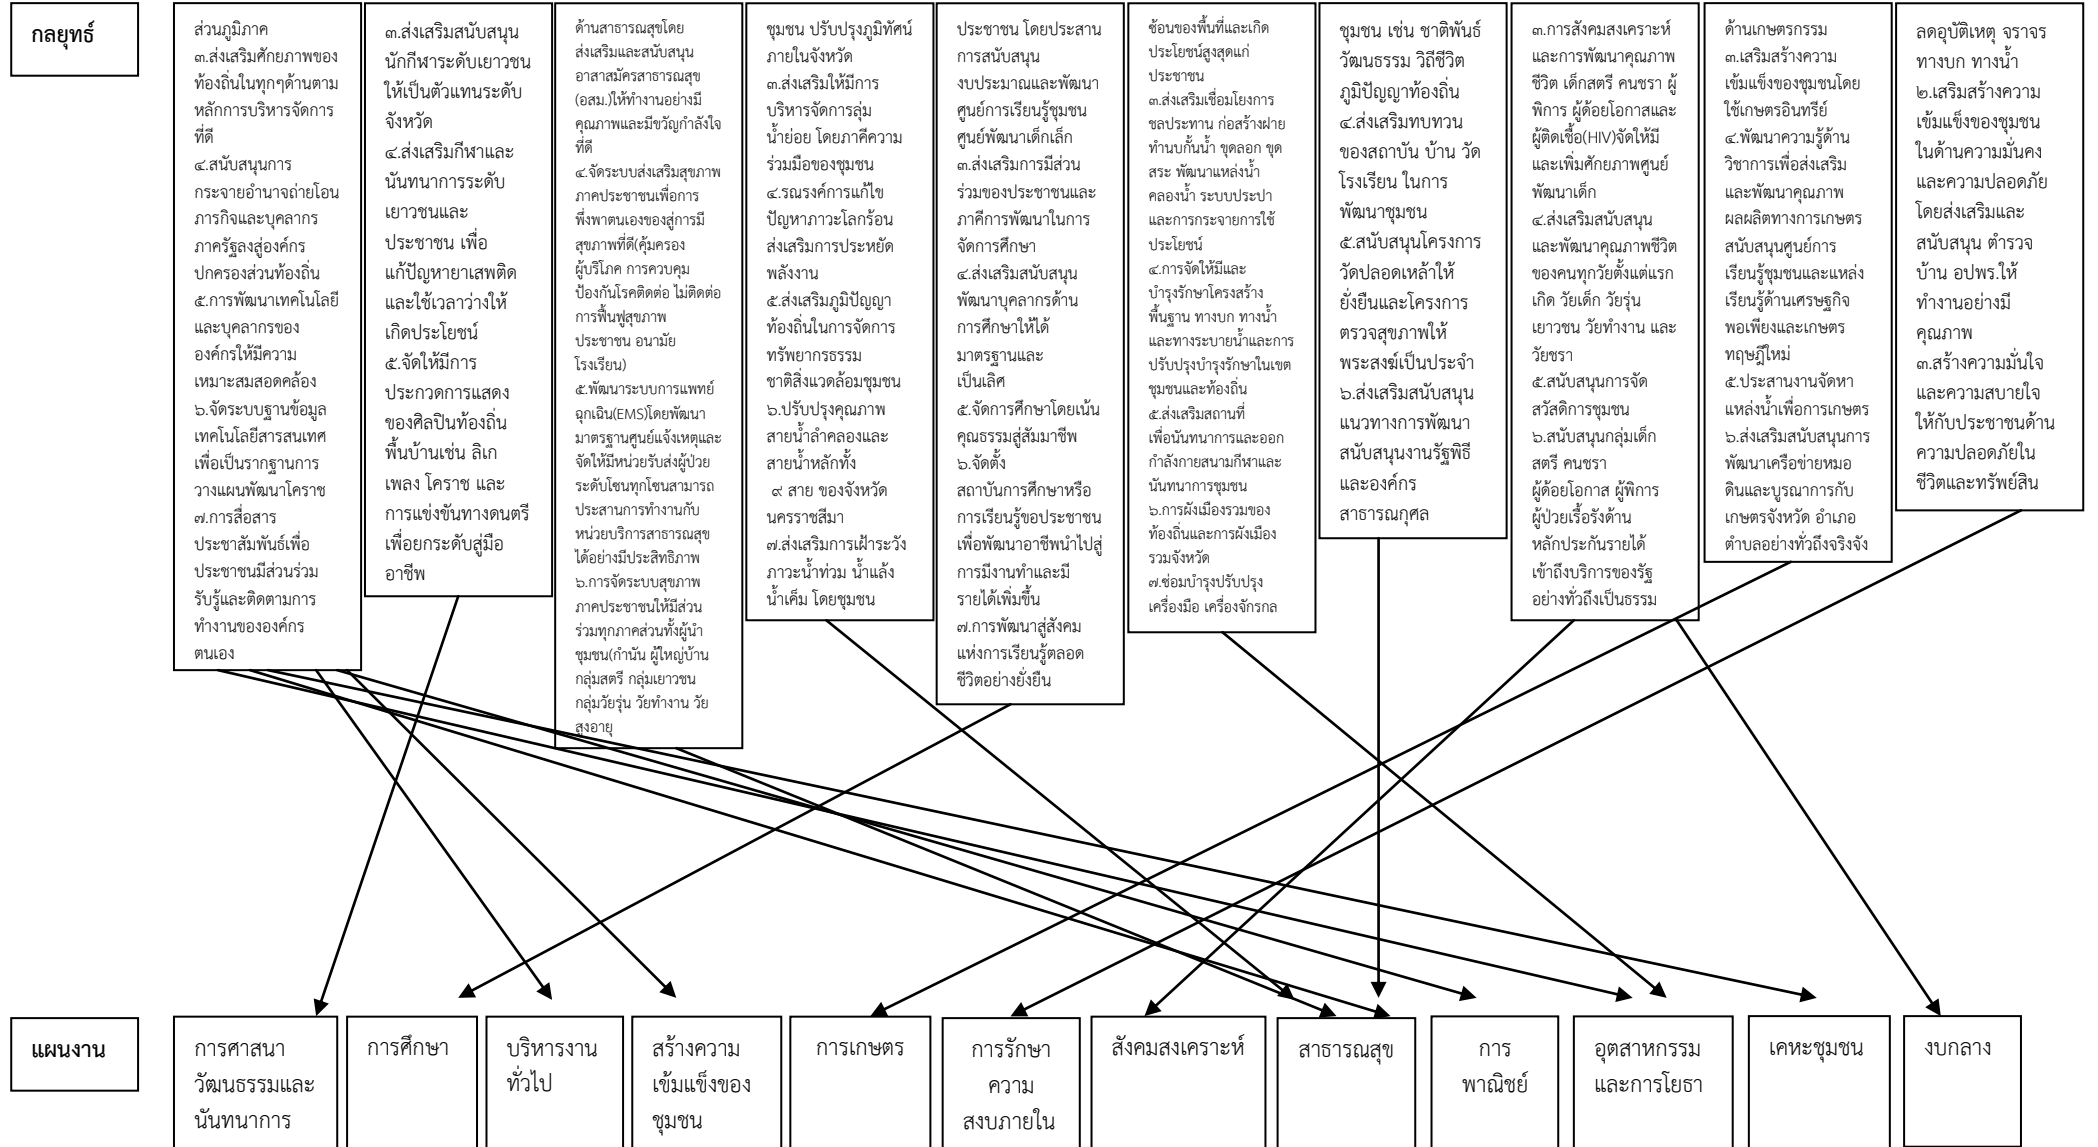 กลยุทธ์
ส่วนภูมิภาค
๓.ส่งเสริมศักยภาพของ
ท้องถิ่นในทุกๆด้านตาม
หลักการบริหารจัดการ
ที่ดี
๔.สนับสนุนการ
กระจายอำนาจถ่ายโอน
ภารกิจและบุคลากร
ภาครัฐลงสู่องค์กร
ปกครองส่วนท้องถิ่น
๕.การพัฒนาเทคโนโลยี
และบุคลากรของ
องค์กรให้มีความ
เหมาะสมสอดคล้อง
๖.จัดระบบฐานข้อมูล
เทคโนโลยีสารสนเทศ
เพื่อเป็นรากฐานการ
วางแผนพัฒนาโคราช
๗.การสื่อสาร
ประชาสัมพันธ์เพื่อ
ประชาชนมีส่วนร่วม
รับรู้และติดตามการ
ทำงานขององค์กร
ตนเอง
๓.ส่งเสริมสนับสนุน
นักกีฬาระดับเยาวชน
ให้เป็นตัวแทนระดับ
จังหวัด
๔.ส่งเสริมกีฬาและ
นันทนาการระดับ
เยาวชนและ
ประชาชน เพื่อ
แก้ปัญหายาเสพติด
และใช้เวลาว่างให้
เกิดประโยชน์
๕.จัดให้มีการ
ประกวดการแสดง
ของศิลปินท้องถิ่น
พื้นบ้านเช่น ลิเก
เพลง โคราช และ
การแข่งขันทางดนตรี
เพื่อยกระดับสู่มือ
อาชีพ
ด้านสาธารณสุขโดย
ส่งเสริมและสนับสนุน
อาสาสมัครสาธารณสุข
(อสม.)ให้ทำงานอย่างมี
คุณภาพและมีขวัญกำลังใจ
ที่ดี
๔.จัดระบบส่งเสริมสุขภาพ
ภาคประชาชนเพื่อการ
พึ่งพาตนเองของสู่การมี
สุขภาพที่ดี(คุ้มครอง
ผู้บริโภค การควบคุม
ป้องกันโรคติดต่อ ไม่ติดต่อ
การฟื้นฟูสุขภาพ
ประชาชน อนามัย
โรงเรียน)
๕.พัฒนาระบบการแพทย์
ฉุกเฉิน(EMS)โดยพัฒนา
มาตรฐานศูนย์แจ้งเหตุและ
จัดให้มีหน่วยรับส่งผู้ป่วย
ระดับโซนทุกโซนสามารถ
ประสานการทำงานกับ
หน่วยบริการสาธารณสุข
ได้อย่างมีประสิทธิภาพ
๖.การจัดระบบสุขภาพ
ภาคประชาชนให้มีส่วน
ร่วมทุกภาคส่วนทั้งผู้นำ
ชุมชน(กำนัน ผู้ใหญ่บ้าน
กลุ่มสตรี กลุ่มเยาวชน
กลุ่มวัยรุ่น วัยทำงาน วัย
สูงอายุ
ชุมชน ปรับปรุงภูมิทัศน์
ภายในจังหวัด
๓.ส่งเสริมให้มีการ
บริหารจัดการลุ่ม
น้ำย่อย โดยภาคีความ
ร่วมมือของชุมชน
๔.รณรงค์การแก้ไข
ปัญหาภาวะโลกร้อน
ส่งเสริมการประหยัด
พลังงาน
๕.ส่งเสริมภูมิปัญญา
ท้องถิ่นในการจัดการ
ทรัพยากรธรรม
ชาติสิ่งแวดล้อมชุมชน
๖.ปรับปรุงคุณภาพ
สายน้ำลำคลองและ
สายน้ำหลักทั้ง
๙ สาย ของจังหวัด
นครราชสีมา
๗.ส่งเสริมการเฝ้าระวัง
ภาวะน้ำท่วม น้ำแล้ง
น้ำเค็ม โดยชุมชน
ประชาชน โดยประสาน
การสนับสนุน
งบประมาณและพัฒนา
ศูนย์การเรียนรู้ชุมชน
ศูนย์พัฒนาเด็กเล็ก
๓.ส่งเสริมการมีส่วน
ร่วมของประชาชนและ
ภาคีการพัฒนาในการ
จัดการศึกษา
๔.ส่งเสริมสนับสนุน
พัฒนาบุคลากรด้าน
การศึกษาให้ได้
มาตรฐานและ
เป็นเลิศ
๕.จัดการศึกษาโดยเน้น
คุณธรรมสู่สัมมาชีพ
๖.จัดตั้ง
สถาบันการศึกษาหรือ
การเรียนรู้ขอประชาชน
เพื่อพัฒนาอาชีพนำไปสู่
การมีงานทำและมี
รายได้เพิ่มขึ้น
๗.การพัฒนาสู่สังคม
แห่งการเรียนรู้ตลอด
ชีวิตอย่างยั่งยืน
ซ้อนของพื้นที่และเกิด
ประโยชน์สูงสุดแก่
ประชาชน
๓.ส่งเสริมเชื่อมโยงการ
ชลประทาน ก่อสร้างฝาย
ทำนบกั้นน้ำ ขุดลอก ขุด
สระ พัฒนาแหล่งน้ำ
คลองน้ำ ระบบประปา
และการกระจายการใช้
ประโยชน์
๔.การจัดให้มีและ
บำรุงรักษาโครงสร้าง
พื้นฐาน ทางบก ทางน้ำ
และทางระบายน้ำและการ
ปรับปรุงบำรุงรักษาในเขต
ชุมชนและท้องถิ่น
๕.ส่งเสริมสถานที่
เพื่อนันทนาการและออก
กำลังกายสนามกีฬาและ
นันทนาการชุมชน
๖.การผังเมืองรวมของ
ท้องถิ่นและการผังเมือง
รวมจังหวัด
๗.ซ่อมบำรุงปรับปรุง
เครื่องมือ เครื่องจักรกล
ชุมชน เช่น ชาติพันธ์
วัฒนธรรม วิถีชีวิต
ภูมิปัญญาท้องถิ่น
๔.ส่งเสริมทบทวน
ของสถาบัน บ้าน วัด
โรงเรียน ในการ
พัฒนาชุมชน
๕.สนับสนุนโครงการ
วัดปลอดเหล้าให้
ยั่งยืนและโครงการ
ตรวจสุขภาพให้
พระสงฆ์เป็นประจำ
๖.ส่งเสริมสนับสนุน
แนวทางการพัฒนา
สนับสนุนงานรัฐพิธี
และองค์กร
สาธารณกุศล
๓.การสังคมสงเคราะห์
และการพัฒนาคุณภาพ
ชีวิต เด็กสตรี คนชรา ผู้
พิการ ผู้ด้อยโอกาสและ
ผู้ติดเชื้อ(HIV)จัดให้มี
และเพิ่มศักยภาพศูนย์
พัฒนาเด็ก
๔.ส่งเสริมสนับสนุน
และพัฒนาคุณภาพชีวิต
ของคนทุกวัยตั้งแต่แรก
เกิด วัยเด็ก วัยรุ่น
เยาวชน วัยทำงาน และ
วัยชรา
๕.สนับสนุนการจัด
สวัสดิการชุมชน
๖.สนับสนุนกลุ่มเด็ก
สตรี คนชรา
ผู้ด้อยโอกาส ผู้พิการ
ผู้ป่วยเรื้อรังด้าน
หลักประกันรายได้
เข้าถึงบริการของรัฐ
อย่างทั่วถึงเป็นธรรม
ด้านเกษตรกรรม
๓.เสริมสร้างความ
เข้มแข็งของชุมชนโดย
ใช้เกษตรอินทรีย์
๔.พัฒนาความรู้ด้าน
วิชาการเพื่อส่งเสริม
และพัฒนาคุณภาพ
ผลผลิตทางการเกษตร
สนับสนุนศูนย์การ
เรียนรู้ชุมชนและแหล่ง
เรียนรู้ด้านเศรษฐกิจ
พอเพียงและเกษตร
ทฤษฎีใหม่
๕.ประสานงานจัดหา
แหล่งน้ำเพื่อการเกษตร
๖.ส่งเสริมสนับสนุนการ
พัฒนาเครือข่ายหมอ
ดินและบูรณาการกับ
เกษตรจังหวัด อำเภอ
ตำบลอย่างทั่วถึงจริงจัง
ลดอุบัติเหตุ จราจร
ทางบก ทางน้ำ
๒.เสริมสร้างความ
เข้มแข็งของชุมชน
ในด้านความมั่นคง
และความปลอดภัย
โดยส่งเสริมและ
สนับสนุน ตำรวจ
บ้าน อปพร.ให้
ทำงานอย่างมี
คุณภาพ
๓.สร้างความมั่นใจ
และความสบายใจ
ให้กับประชาชนด้าน
ความปลอดภัยใน
ชีวิตและทรัพย์สิน
แผนงาน
การศาสนา
วัฒนธรรมและ
นันทนาการ
การศึกษา
บริหารงาน
ทั่วไป
สร้างความ
เข้มแข็งของ
ชุมชน
การเกษตร
การรักษา
ความ
สงบภายใน
สังคมสงเคราะห์
สาธารณสุข
การ
พาณิชย์
อุตสาหกรรม
และการโยธา
เคหะชุมชน
งบกลาง